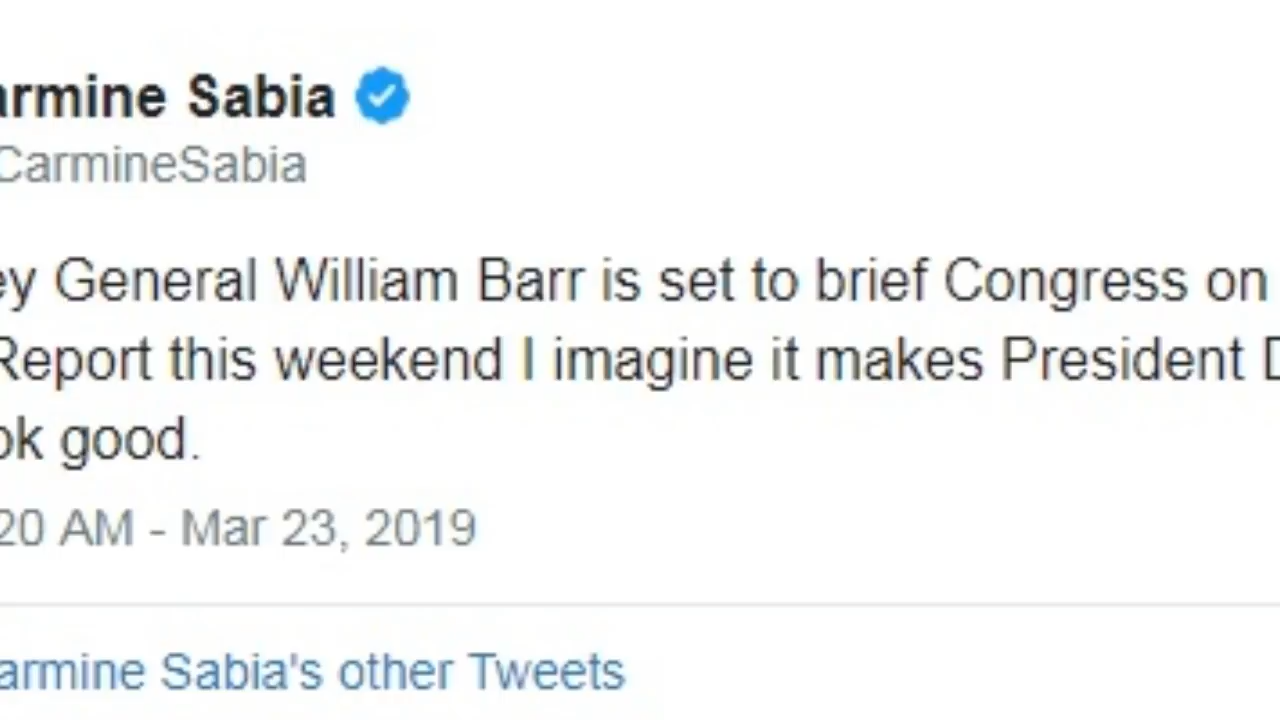 armine Sabia
CarmineSabia
ey General William Barr is set to brief Congress on
Report this weekend I imagine it makes President D
ok good.
20 AM - Mar 23, 2019
armine Sabia's other Tweets